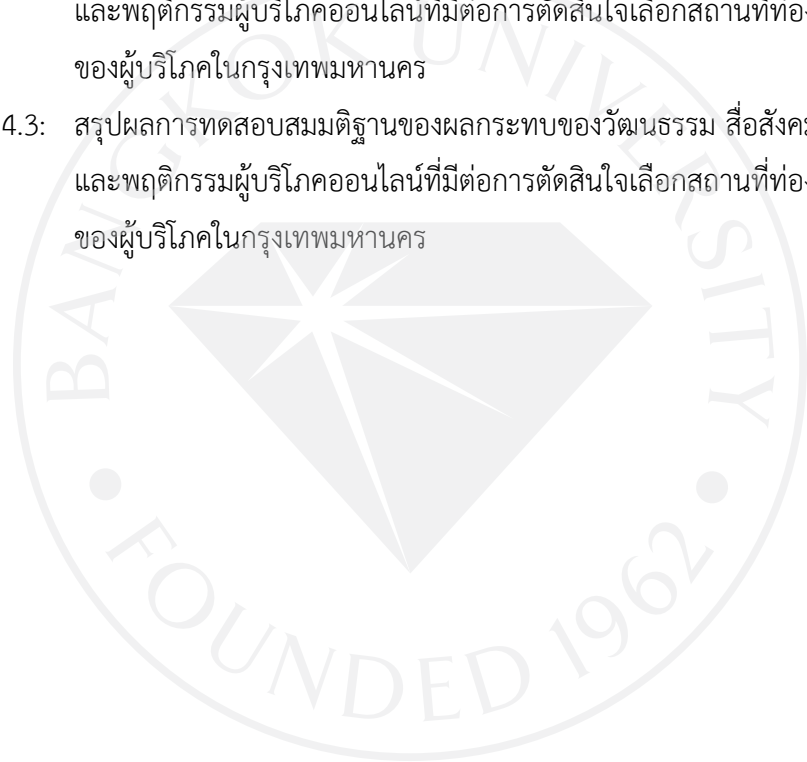 และพฤติกรรมผู้บริโภคออนไลน์ที่มีต่อการตัดสินใจเลือกสถานที่ท่อง
ของผู้บริโภคในกรุงเทพมหานคร
4.3: สรุปผลการทดสอบสมมติฐานของผลกระทบของวัฒนธรรม สื่อสังคม
และพฤติกรรมผู้บริโภคออนไลน์ที่มีต่อการตัดสินใจเลือกสถานที่ท่อง
ของผู้บริโภคในกรุงเทพมหานคร
BANGKOK UNIVERSITY
FOUNDED 1962